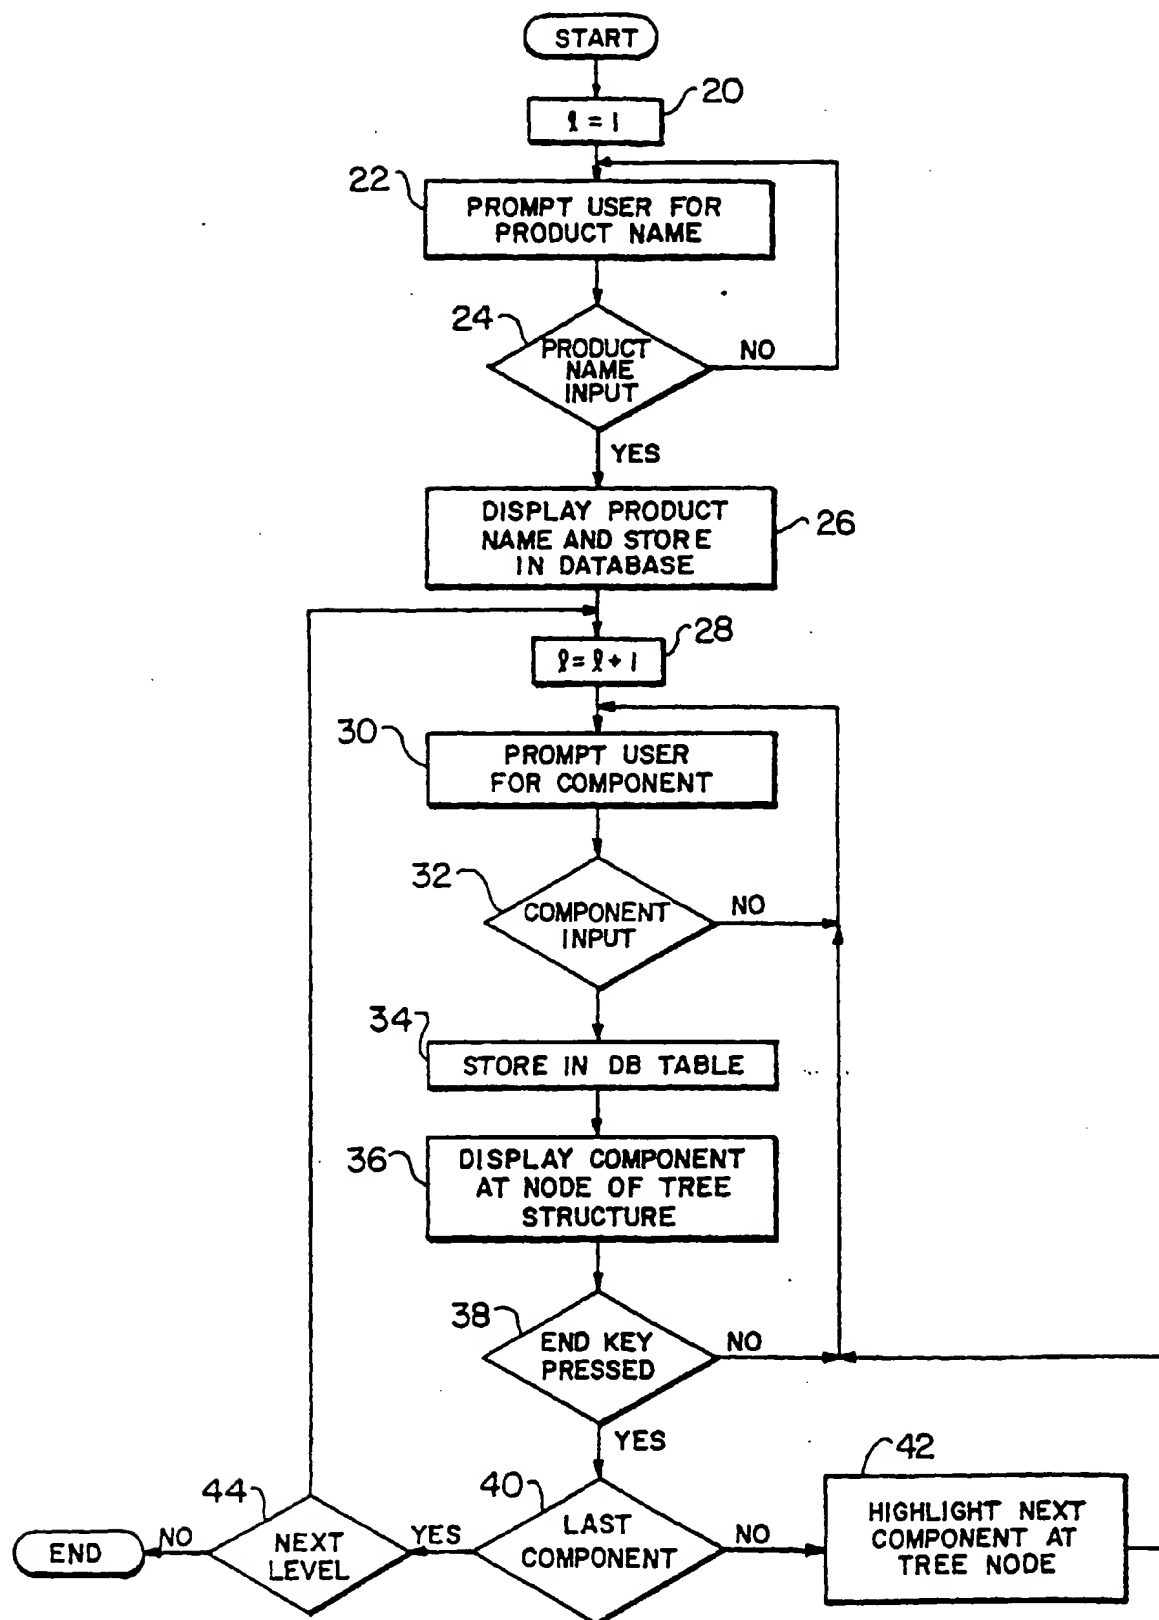 START
20
ℓ = 1
22
PROMPT USER FOR
PRODUCT NAME
24
PRODUCT
NAME
INPUT
NO
YES
DISPLAY PRODUCT
NAME AND STORE
IN DATABASE
26
28
ℓ = ℓ + 1
30
PROMPT USER
FOR COMPONENT
32
COMPONENT
INPUT
NO
34
STORE IN DB TABLE
36
DISPLAY COMPONENT
AT NODE OF TREE
STRUCTURE
38
END KEY
PRESSED
NO
YES
40
LAST
COMPONENT
NO
42
HIGHLIGHT NEXT
COMPONENT AT
TREE NODE
YES
44
NEXT
LEVEL
NO
END